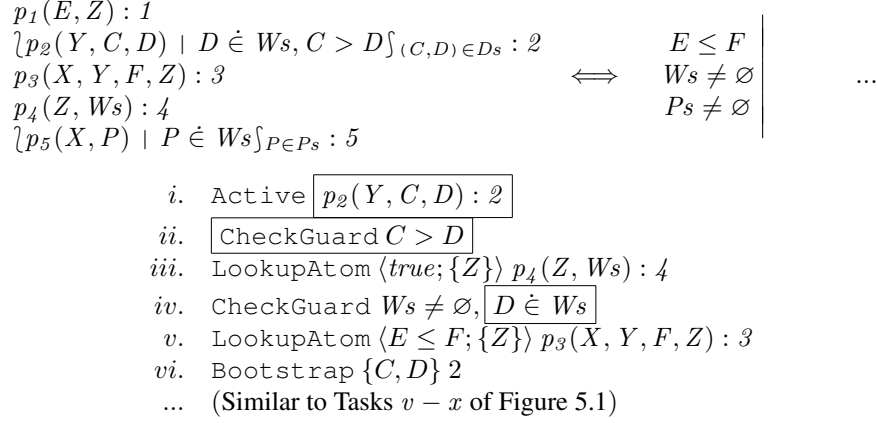 p₁(E, Z) : 1
⟅p₂(Y, C, D) | D ∈̇ Ws, C > D⟆(C,D)∈Ds : 2 E ≤ F
p₃(X, Y, F, Z) : 3 ⟺ Ws ≠ ∅ ...
p₄(Z, Ws) : 4 Ps ≠ ∅
⟅p₅(X, P) | P ∈̇ Ws⟆P∈Ps : 5
i. Active p₂(Y, C, D) : 2
ii. CheckGuard C > D
iii. LookupAtom ⟨true; {Z}⟩ p₄(Z, Ws) : 4
iv. CheckGuard Ws ≠ ∅, D ∈̇ Ws
v. LookupAtom ⟨E ≤ F; {Z}⟩ p₃(X, Y, F, Z) : 3
vi. Bootstrap {C, D} 2
... (Similar to Tasks v − x of Figure 5.1)